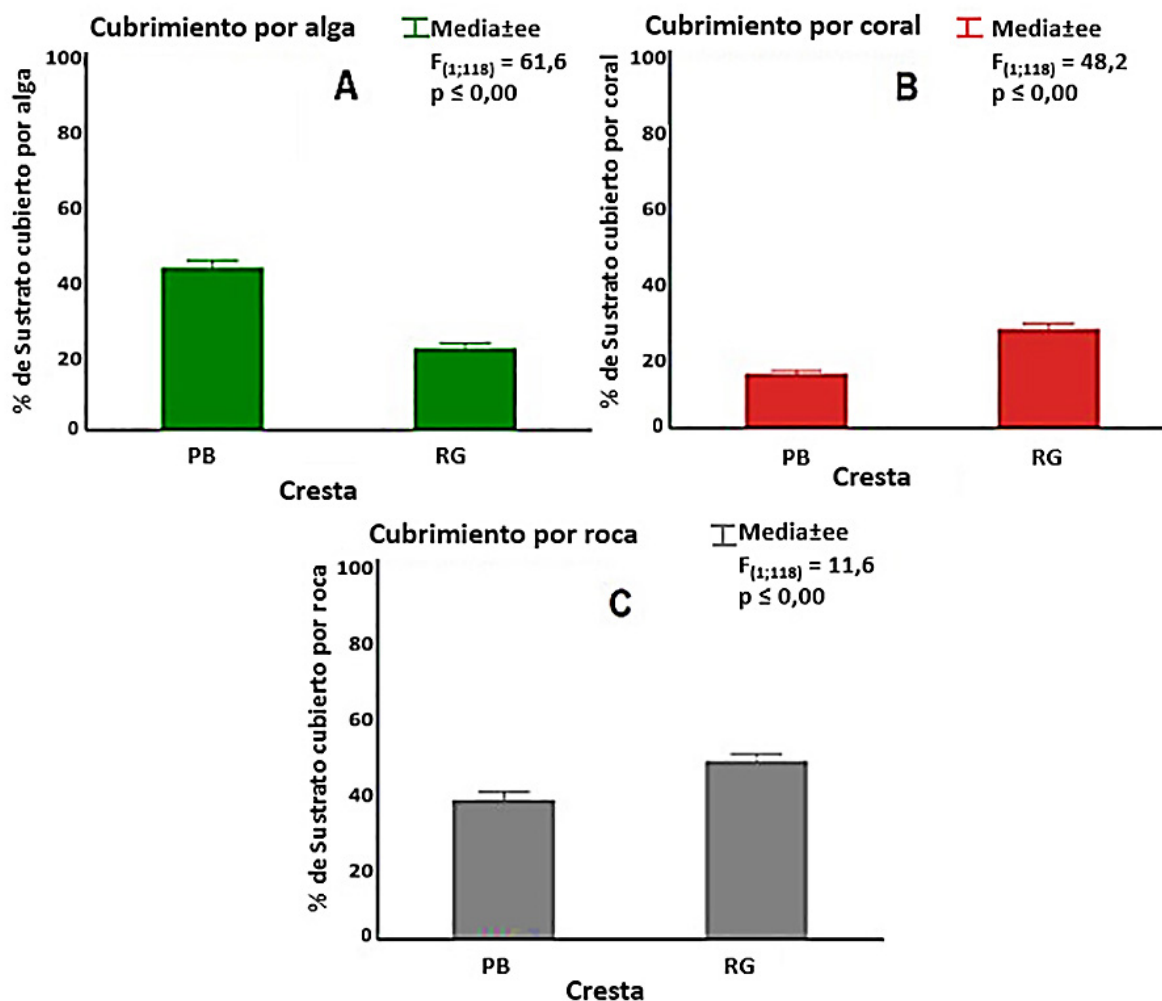 Cubrimiento por alga
Media±ee
F(1;118) = 61,6
p ≤ 0,00
A
% de Sustrato cubierto por alga
100
80
60
40
20
0
PB RG
Cresta
Cubrimiento por coral
Media±ee
F(1;118) = 48,2
p ≤ 0,00
B
% de Sustrato cubierto por coral
100
80
60
40
20
0
PB RG
Cresta
Cubrimiento por roca
Media±ee
F(1;118) = 11,6
p ≤ 0,00
C
% de Sustrato cubierto por roca
100
80
60
40
20
0
PB RG
Cresta